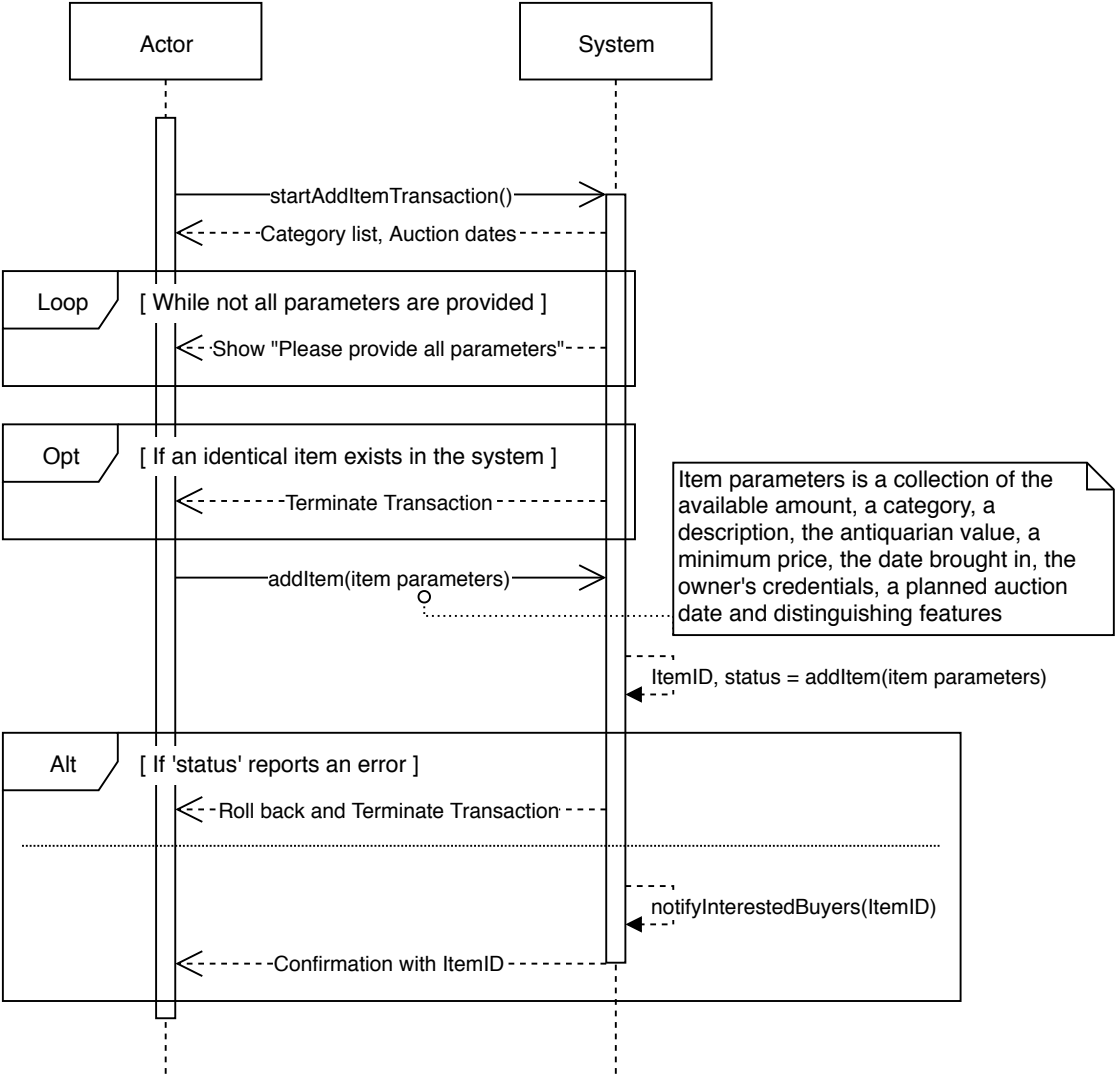 Actor
System
startAddItemTransaction()
Category list, Auction dates
Loop
[ While not all parameters are provided ]
Show "Please provide all parameters"
Opt
[ If an identical item exists in the system ]
Terminate Transaction
Item parameters is a collection of the
available amount, a category, a
description, the antiquarian value, a
minimum price, the date brought in, the
owner's credentials, a planned auction
date and distinguishing features
addItem(item parameters)
ItemID, status = addItem(item parameters)
Alt
[ If 'status' reports an error ]
Roll back and Terminate Transaction
notifyInterestedBuyers(ItemID)
Confirmation with ItemID